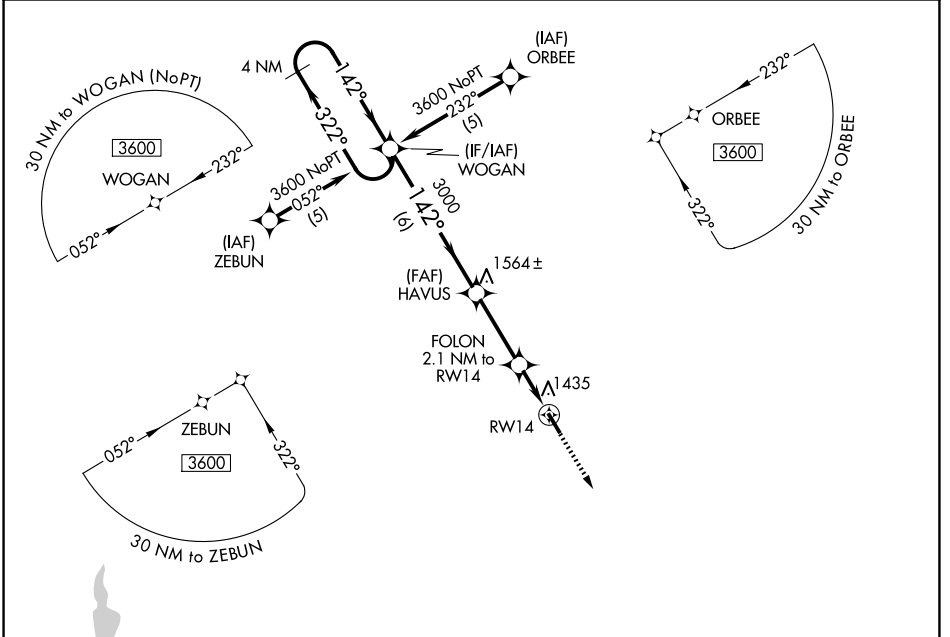 30 NM to WOGAN (NoPT)
3600
WOGAN
232°
052°
4 NM
142°
322°
3600 NoPT
232°
(5)
(IAF)
ORBEE
(IF/IAF)
WOGAN
3600 NoPT
052°
(5)
(IAF)
ZEBUN
3000
142°
(6)
(FAF)
HAVUS
1564±
FOLON
2.1 NM to
RW14
1435
RW14
232°
ORBEE
3600
322°
30 NM to ORBEE
052°
ZEBUN
3600
322°
30 NM to ZEBUN